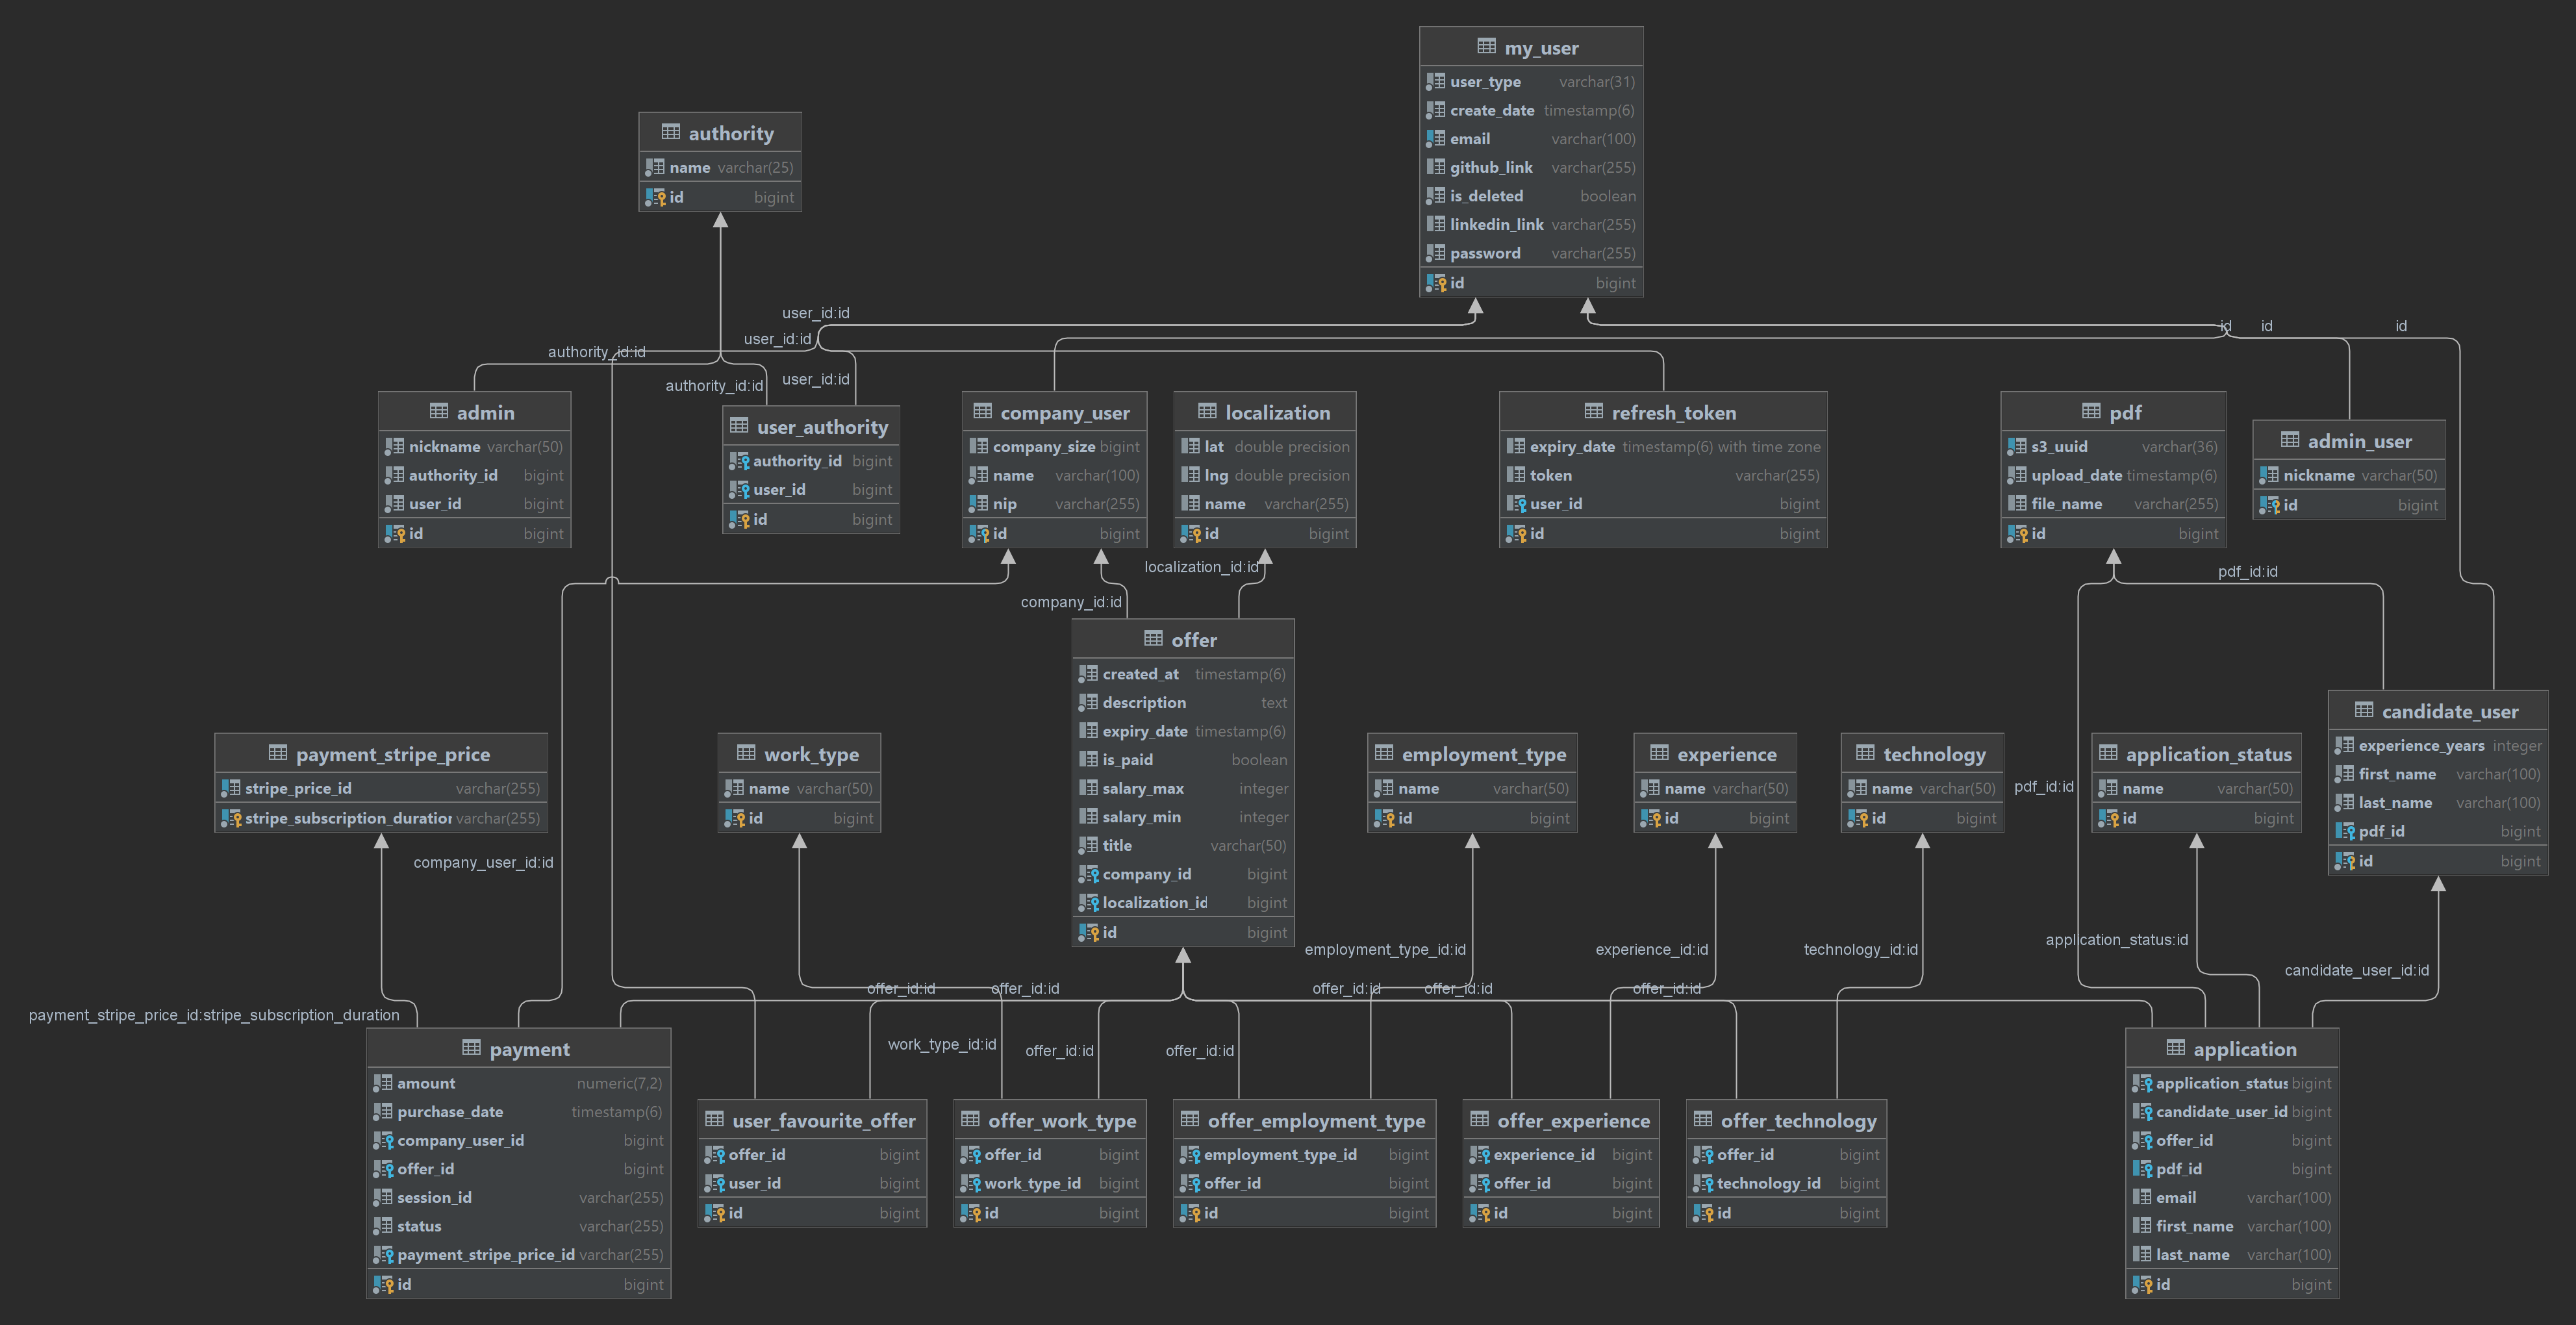 my_user
user_type varchar(31)
create_date timestamp(6)
email varchar(100)
github_link varchar(255)
is_deleted boolean
linkedin_link varchar(255)
password varchar(255)
id bigint
authority
name varchar(25)
id bigint
user_id:id
user_id:id
authority_id:id
authority_id:id
user_id:id
id
id
id
admin
nickname varchar(50)
authority_id bigint
user_id bigint
id bigint
user_authority
authority_id bigint
user_id bigint
id bigint
company_user
company_size bigint
name varchar(100)
nip varchar(255)
id bigint
localization
lat double precision
lng double precision
name varchar(255)
id bigint
refresh_token
expiry_date timestamp(6) with time zone
token varchar(255)
user_id bigint
id bigint
pdf
s3_uuid varchar(36)
upload_date timestamp(6)
file_name varchar(255)
id bigint
admin_user
nickname varchar(50)
id bigint
localization_id:id
company_id:id
pdf_id:id
offer
created_at timestamp(6)
description text
expiry_date timestamp(6)
is_paid boolean
salary_max integer
salary_min integer
title varchar(50)
company_id bigint
localization_id bigint
id bigint
candidate_user
experience_years integer
first_name varchar(100)
last_name varchar(100)
pdf_id bigint
id bigint
payment_stripe_price
stripe_price_id varchar(255)
stripe_subscription_duration varchar(255)
work_type
name varchar(50)
id bigint
employment_type
name varchar(50)
id bigint
experience
name varchar(50)
id bigint
technology
name varchar(50)
id bigint
application_status
name varchar(50)
id bigint
pdf_id:id
company_user_id:id
employment_type_id:id
experience_id:id
technology_id:id
application_status:id
candidate_user_id:id
offer_id:id
offer_id:id
offer_id:id
offer_id:id
offer_id:id
payment_stripe_price_id:stripe_subscription_duration
work_type_id:id
offer_id:id
offer_id:id
payment
amount numeric(7,2)
purchase_date timestamp(6)
company_user_id bigint
offer_id bigint
session_id varchar(255)
status varchar(255)
payment_stripe_price_id varchar(255)
id bigint
user_favourite_offer
offer_id bigint
user_id bigint
id bigint
offer_work_type
offer_id bigint
work_type_id bigint
id bigint
offer_employment_type
employment_type_id bigint
offer_id bigint
id bigint
offer_experience
experience_id bigint
offer_id bigint
id bigint
offer_technology
offer_id bigint
technology_id bigint
id bigint
application
application_status bigint
candidate_user_id bigint
offer_id bigint
pdf_id bigint
email varchar(100)
first_name varchar(100)
last_name varchar(100)
id bigint